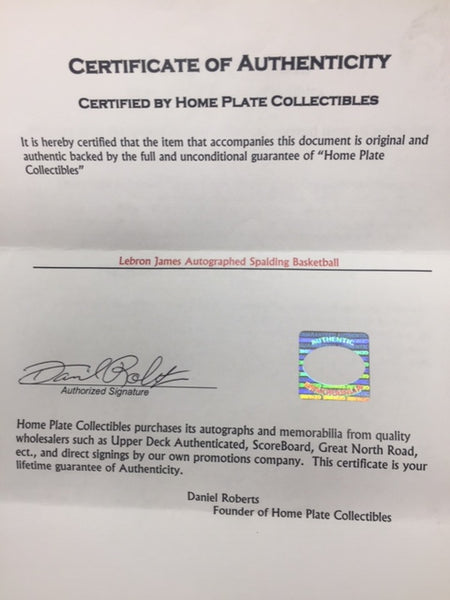 CERTIFICATE OF AUTHENTICITY
CERTIFIED BY HOME PLATE COLLECTIBLES
It is hereby certified that the item that accompanies this document is original and
authentic backed by the full and unconditional guarantee of "Home Plate
Collectibles"
Lebron James Autographed Spalding Basketball
AUTHENTIC
Authorized Signature
Home Plate Collectibles purchases its autographs and memorabilia from quality
wholesalers such as Upper Deck Authenticated, ScoreBoard, Great North Road,
ect., and direct signings by our own promotions company. This certificate is your
lifetime guarantee of Authenticity.
Daniel Roberts
Founder of Home Plate Collectibles